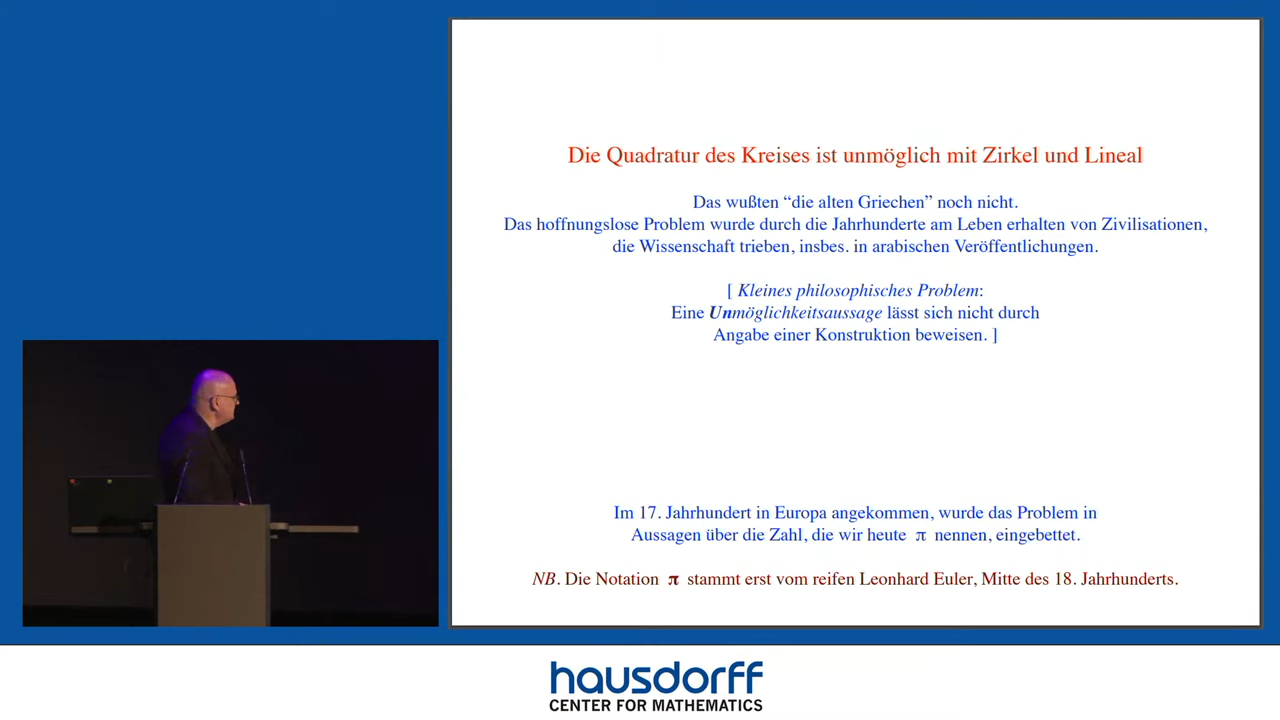 Die Quadratur des Kreises ist unmöglich mit Zirkel und Lineal
Das wußten “die alten Griechen” noch nicht.
Das hoffnungslose Problem wurde durch die Jahrhunderte am Leben erhalten von Zivilisationen,
die Wissenschaft trieben, insbes. in arabischen Veröffentlichungen.
[ Kleines philosophisches Problem:
Eine Unmöglichkeitsaussage lässt sich nicht durch
Angabe einer Konstruktion beweisen. ]
Im 17. Jahrhundert in Europa angekommen, wurde das Problem in
Aussagen über die Zahl, die wir heute π nennen, eingebettet.
NB. Die Notation π stammt erst vom reifen Leonhard Euler, Mitte des 18. Jahrhunderts.
hausdorff
CENTER FOR MATHEMATICS